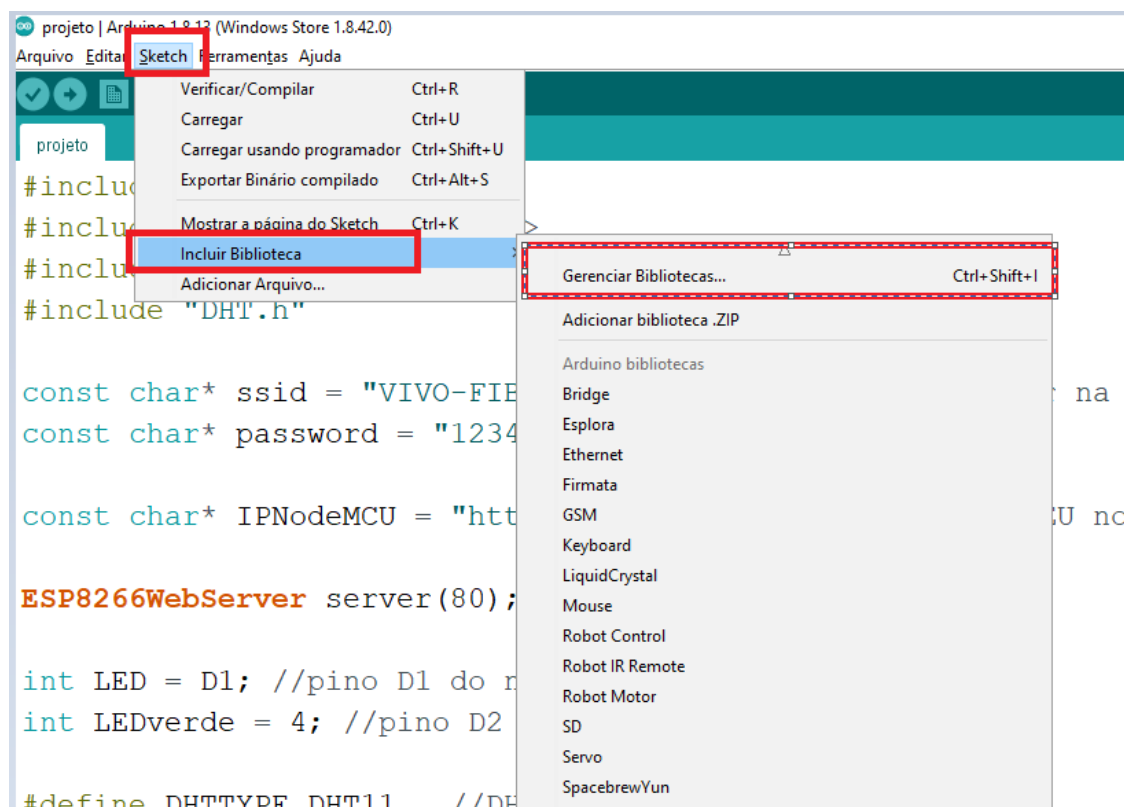 projeto | Arduino 1.8.13 (Windows Store 1.8.42.0)
Arquivo Editar Sketch Ferramentas Ajuda
Verificar/Compilar Ctrl+R
Carregar Ctrl+U
Carregar usando programador Ctrl+Shift+U
Exportar Binário compilado Ctrl+Alt+S
Mostrar a página do Sketch Ctrl+K
Incluir Biblioteca
Adicionar Arquivo...
Gerenciar Bibliotecas... Ctrl+Shift+I
Adicionar biblioteca .ZIP
Arduino bibliotecas
Bridge
Esplora
Ethernet
Firmata
GSM
Keyboard
LiquidCrystal
Mouse
Robot Control
Robot IR Remote
Robot Motor
SD
Servo
SpacebrewYun
projeto
#inclu
#inclu >
#inclu
#include "DHT.h"
const char* ssid = "VIVO-FIB na
const char* password = "1234
const char* IPNodeMCU = "htt EU no
ESP8266WebServer server(80);
int LED = D1; //pino D1 do n
int LEDverde = 4; //pino D2
#define DHTTYPE DHT11 //DH